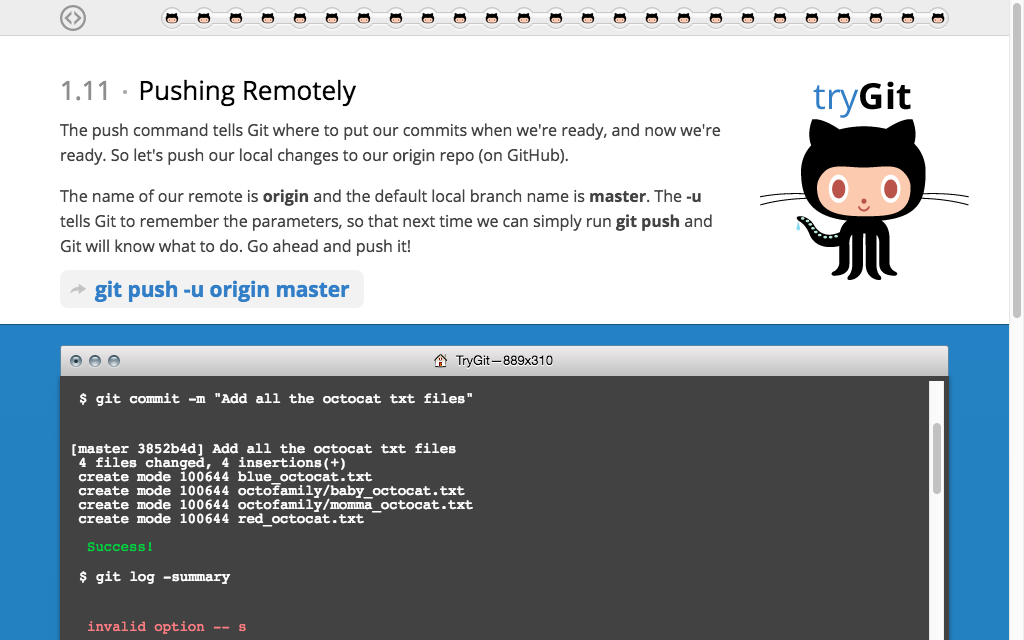 1.11 · Pushing Remotely
tryGit
The push command tells Git where to put our commits when we're ready, and now we're
ready. So let's push our local changes to our origin repo (on GitHub).
The name of our remote is origin and the default local branch name is master. The -u
tells Git to remember the parameters, so that next time we can simply run git push and
Git will know what to do. Go ahead and push it!
git push -u origin master
TryGit — 889x310
$ git commit -m "Add all the octocat txt files"
[master 3852b4d] Add all the octocat txt files
4 files changed, 4 insertions(+)
create mode 100644 blue_octocat.txt
create mode 100644 octofamily/baby_octocat.txt
create mode 100644 octofamily/momma_octocat.txt
create mode 100644 red_octocat.txt
Success!
$ git log -summary
invalid option -- s